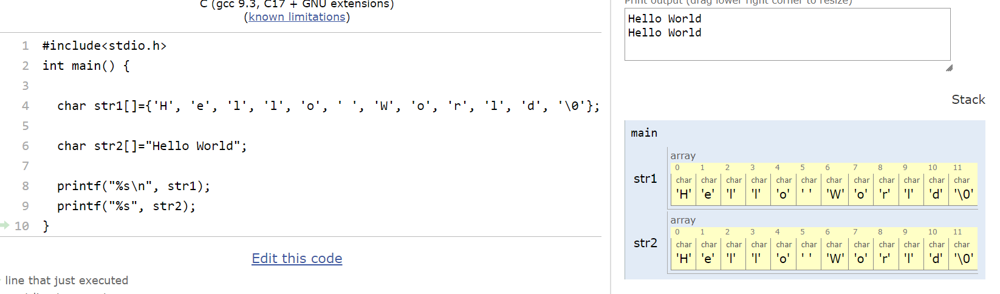 C (gcc 9.3, C17 + GNU extensions)
(known limitations)
1 #include<stdio.h>
2 int main() {
3
4 char str1[]={'H', 'e', 'l', 'l', 'o', ' ', 'W', 'o', 'r', 'l', 'd', '\0'};
5
6 char str2[]="Hello World";
7
8 printf("%s\n", str1);
9 printf("%s", str2);
10 }
Edit this code
line that just executed
Print output (drag lower right corner to resize)
Hello World
Hello World
Stack
main
array
0 1 2 3 4 5 6 7 8 9 10 11
char char char char char char char char char char char char
str1 'H' 'e' 'l' 'l' 'o' ' ' 'W' 'o' 'r' 'l' 'd' '\0'
array
0 1 2 3 4 5 6 7 8 9 10 11
char char char char char char char char char char char char
str2 'H' 'e' 'l' 'l' 'o' ' ' 'W' 'o' 'r' 'l' 'd' '\0'